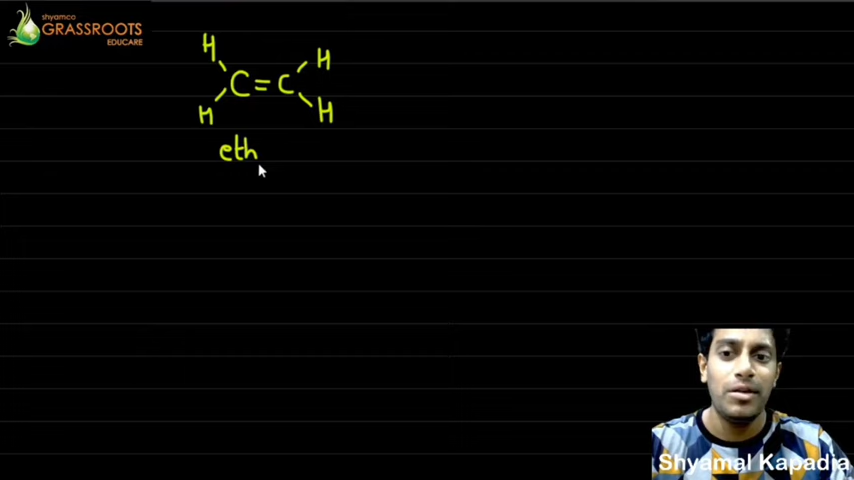 shyamco
GRASSROOTS
EDUCARE
H H
C = C
H H
eth
Shyamal Kapadia